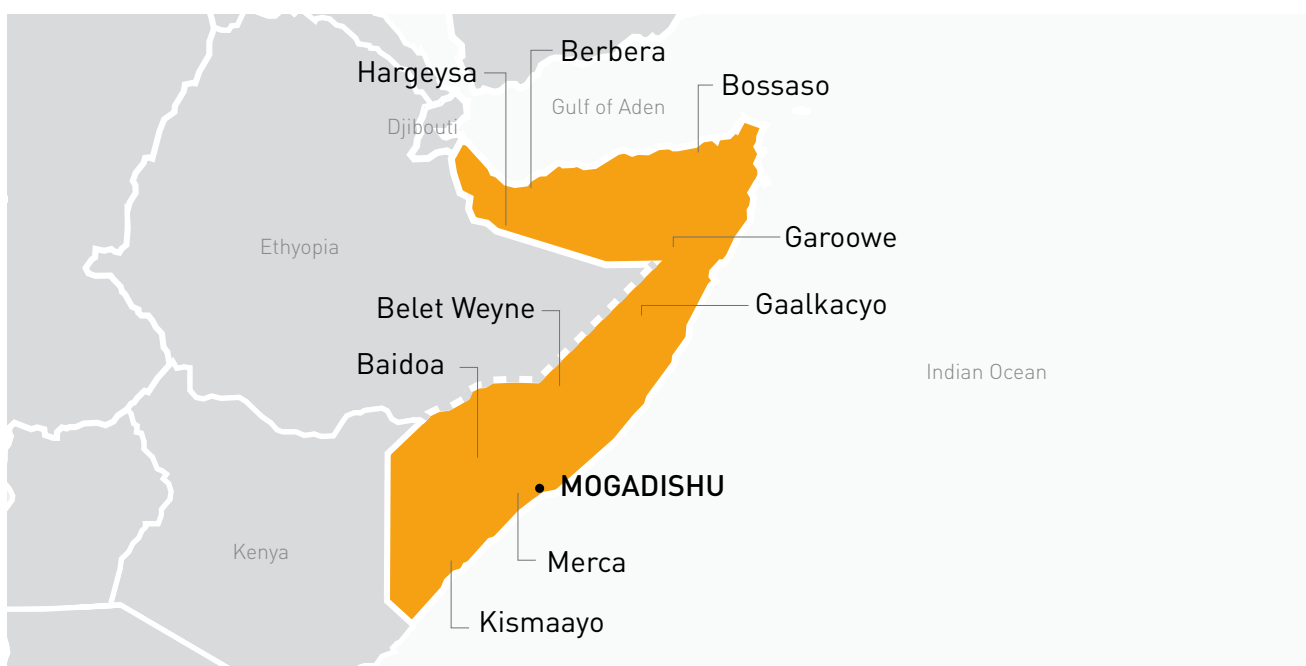 Berbera
Hargeysa
Bossaso
Gulf of Aden
Djibouti
Garoowe
Ethyopia
Gaalkacyo
Belet Weyne
Baidoa
Indian Ocean
MOGADISHU
Kenya
Merca
Kismaayo